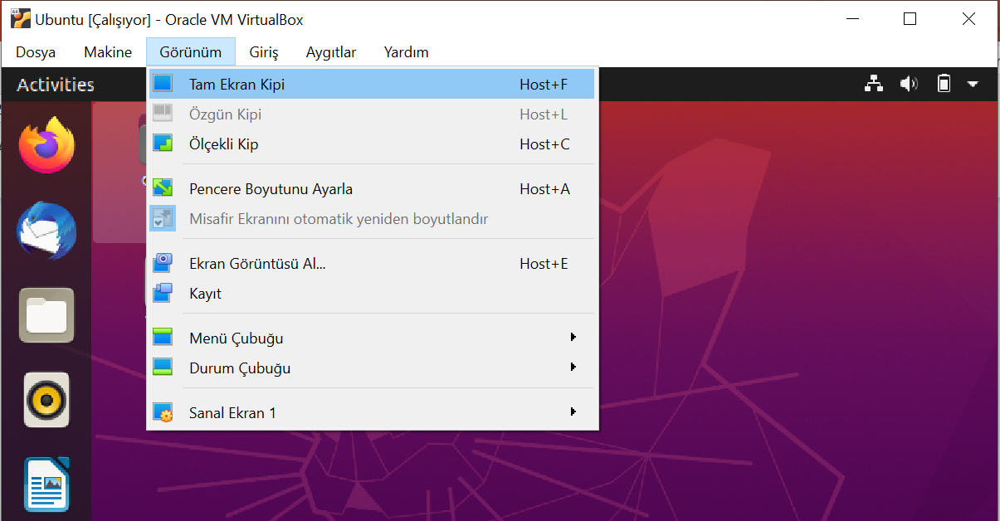 Ubuntu [Çalışıyor] - Oracle VM VirtualBox
Dosya Makine Görünüm Giriş Aygıtlar Yardım
Activities
Tam Ekran Kipi Host+F
Özgün Kipi Host+L
Ölçekli Kip Host+C
Pencere Boyutunu Ayarla Host+A
Misafir Ekranını otomatik yeniden boyutlandır
Ekran Görüntüsü Al... Host+E
Kayıt
Menü Çubuğu
Durum Çubuğu
Sanal Ekran 1